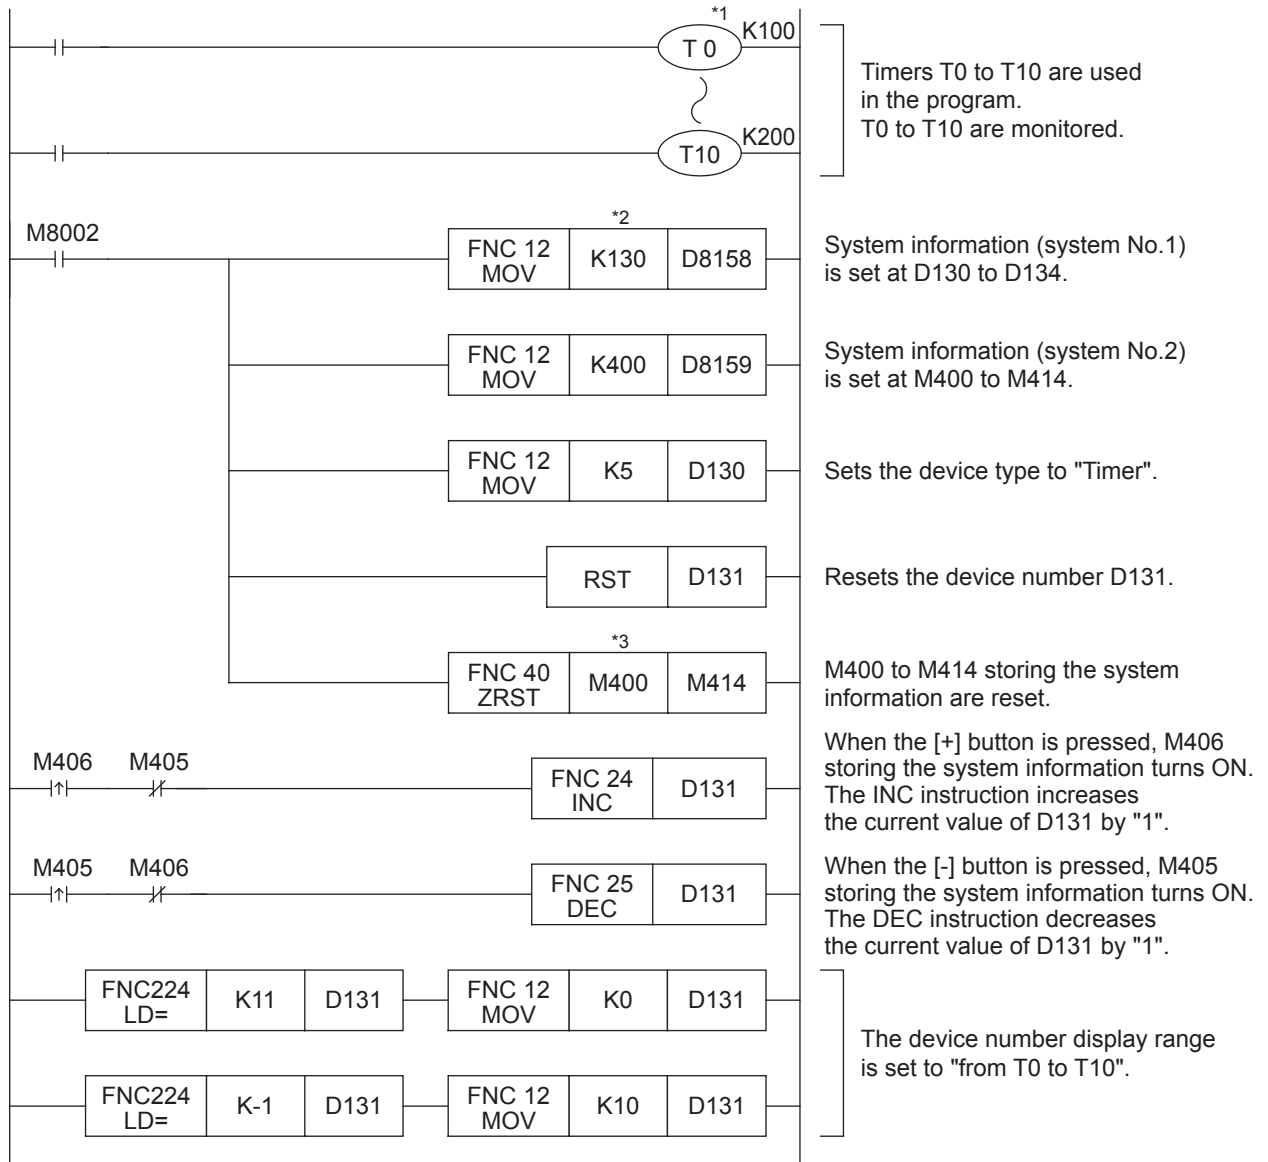 *1
T 0 K100
Timers T0 to T10 are used
in the program.
T0 to T10 are monitored.
T10 K200
M8002
*2
FNC 12
MOV
K130
D8158
System information (system No.1)
is set at D130 to D134.
FNC 12
MOV
K400
D8159
System information (system No.2)
is set at M400 to M414.
FNC 12
MOV
K5
D130
Sets the device type to "Timer".
RST
D131
Resets the device number D131.
*3
FNC 40
ZRST
M400
M414
M400 to M414 storing the system
information are reset.
M406 M405
FNC 24
INC
D131
When the [+] button is pressed, M406
storing the system information turns ON.
The INC instruction increases
the current value of D131 by "1".
M405 M406
FNC 25
DEC
D131
When the [-] button is pressed, M405
storing the system information turns ON.
The DEC instruction decreases
the current value of D131 by "1".
FNC224
LD=
K11
D131
FNC 12
MOV
K0
D131
The device number display range
is set to "from T0 to T10".
FNC224
LD=
K-1
D131
FNC 12
MOV
K10
D131